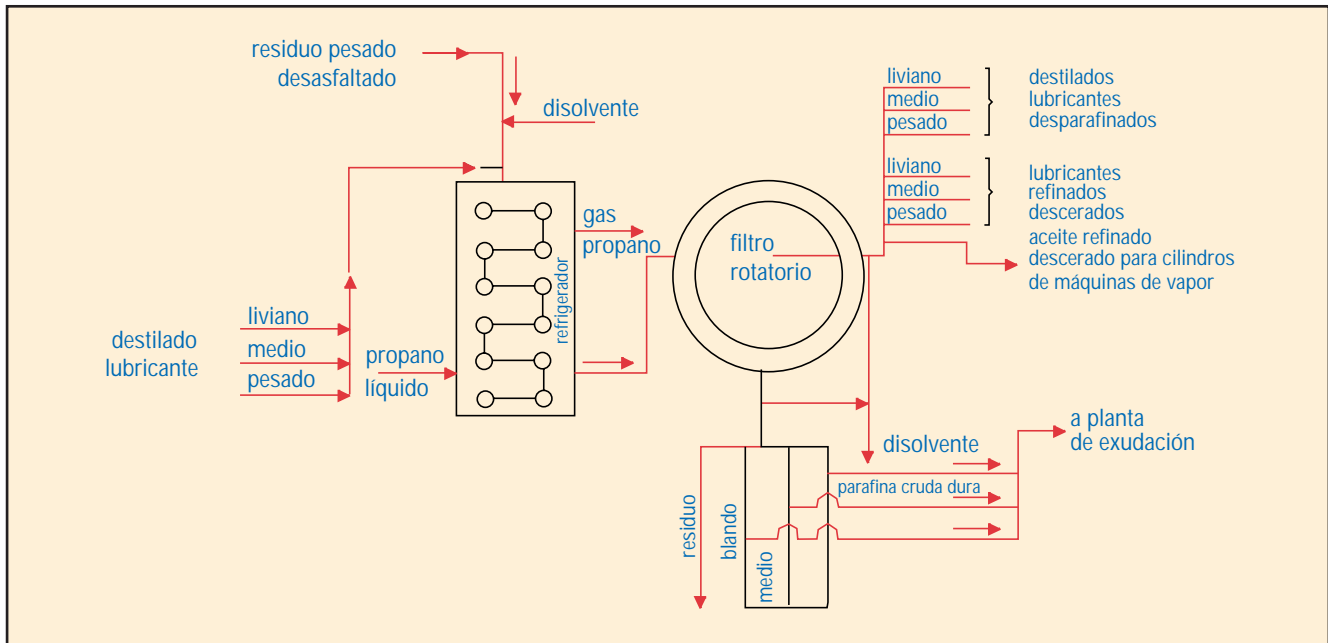 residuo pesado
desasfaltado
disolvente
destilado
lubricante
liviano
medio
pesado
propano
líquido
refrigerador
gas
propano
filtro
rotatorio
liviano
medio
pesado
destilados
lubricantes
desparafinados
liviano
medio
pesado
lubricantes
refinados
descerados
aceite refinado
descerado para cilindros
de máquinas de vapor
disolvente
parafina cruda dura
a planta
de exudación
residuo
blando
medio